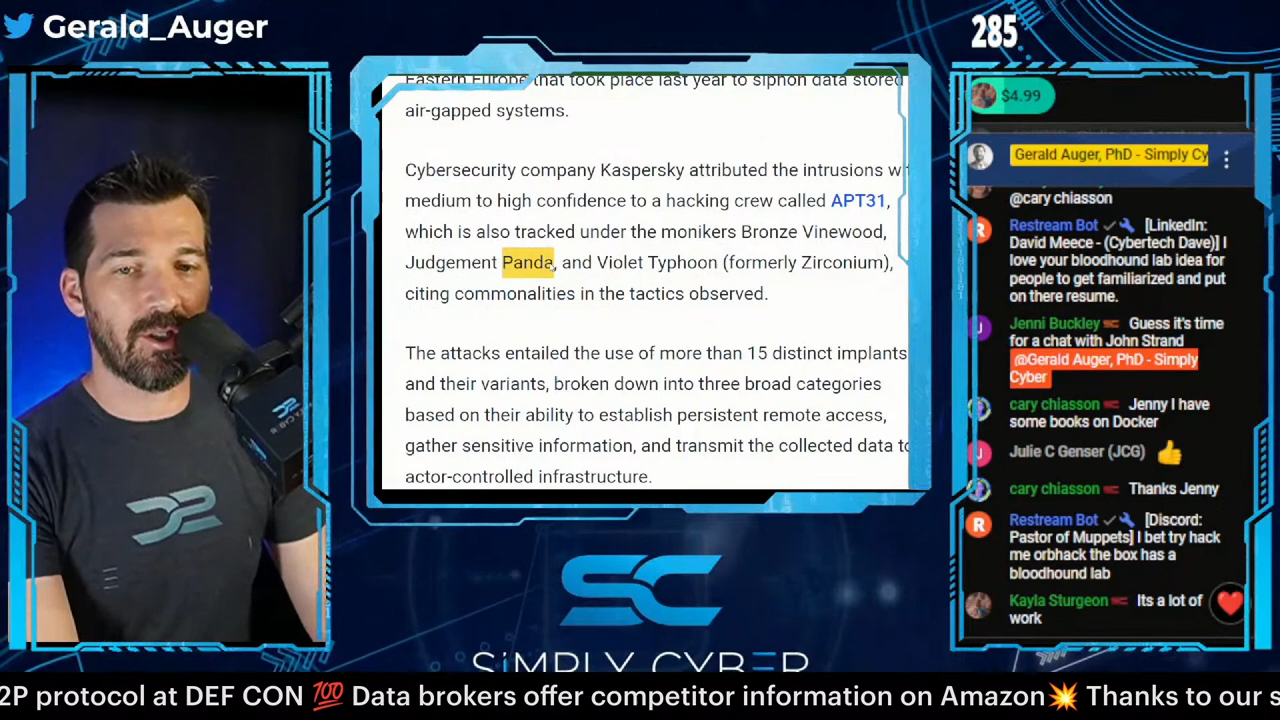 Gerald_Auger
285
Eastern Europe that took place last year to siphon data stored
air-gapped systems.
Cybersecurity company Kaspersky attributed the intrusions
medium to high confidence to a hacking crew called APT31,
which is also tracked under the monikers Bronze Vinewood,
Judgement Panda, and Violet Typhoon (formerly Zirconium),
citing commonalities in the tactics observed.
The attacks entailed the use of more than 15 distinct implants
and their variants, broken down into three broad categories
based on their ability to establish persistent remote access,
gather sensitive information, and transmit the collected data to
actor-controlled infrastructure.
SC
SiMPLY CYBER
$4.99
Gerald Auger, PhD - Simply Cy
@cary chiasson
Restream Bot [LinkedIn:
David Meece - (Cybertech Dave)] I
love your bloodhound lab idea for
people to get familiarized and put
on there resume.
Jenni Buckley Guess it's time
for a chat with John Strand
@Gerald Auger, PhD - Simply
Cyber
cary chiasson Jenny I have
some books on Docker
Julie C Genser (JCG) 👍
cary chiasson Thanks Jenny
Restream Bot [Discord:
Pastor of Muppets] I bet try hack
me orbhack the box has a
bloodhound lab
Kayla Sturgeon Its a lot of
work
2P protocol at DEF CON 💯 Data brokers offer competitor information on Amazon💥 Thanks to our s